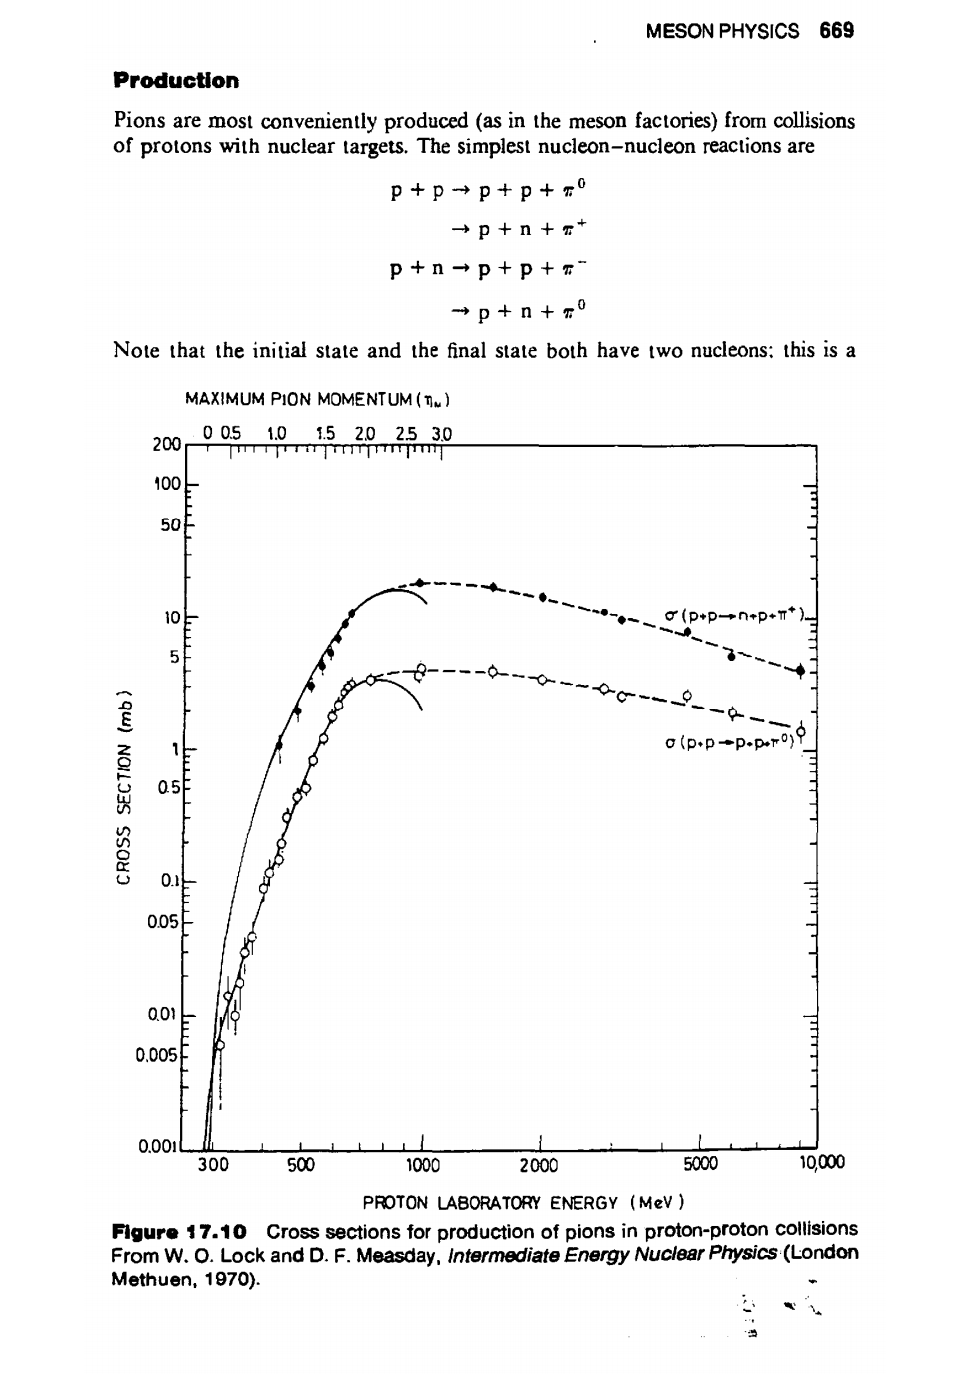 MESON PHYSICS 669
Production
Pions are most conveniently produced (as in the meson factories) from collisions
of protons with nuclear targets. The simplest nucleon–nucleon reactions are
p + p → p + p + π⁰
→ p + n + π⁺
p + n → p + p + π⁻
→ p + n + π⁰
Note that the initial state and the final state both have two nucleons; this is a
MAXIMUM PION MOMENTUM (ηM)
0 0.5 1.0 1.5 2.0 2.5 3.0
200
100
50
10
σ (p+p→n+p+π⁺)
5
CROSS SECTION (mb)
1
σ (p+p→p+p+π⁰)
0.5
0.1
0.05
0.01
0.005
0.001
300 500 1000 2000 5000 10,000
PROTON LABORATORY ENERGY (MeV)
Figure 17.10 Cross sections for production of pions in proton-proton collisions
From W. O. Lock and D. F. Measday, Intermediate Energy Nuclear Physics (London
Methuen, 1970).